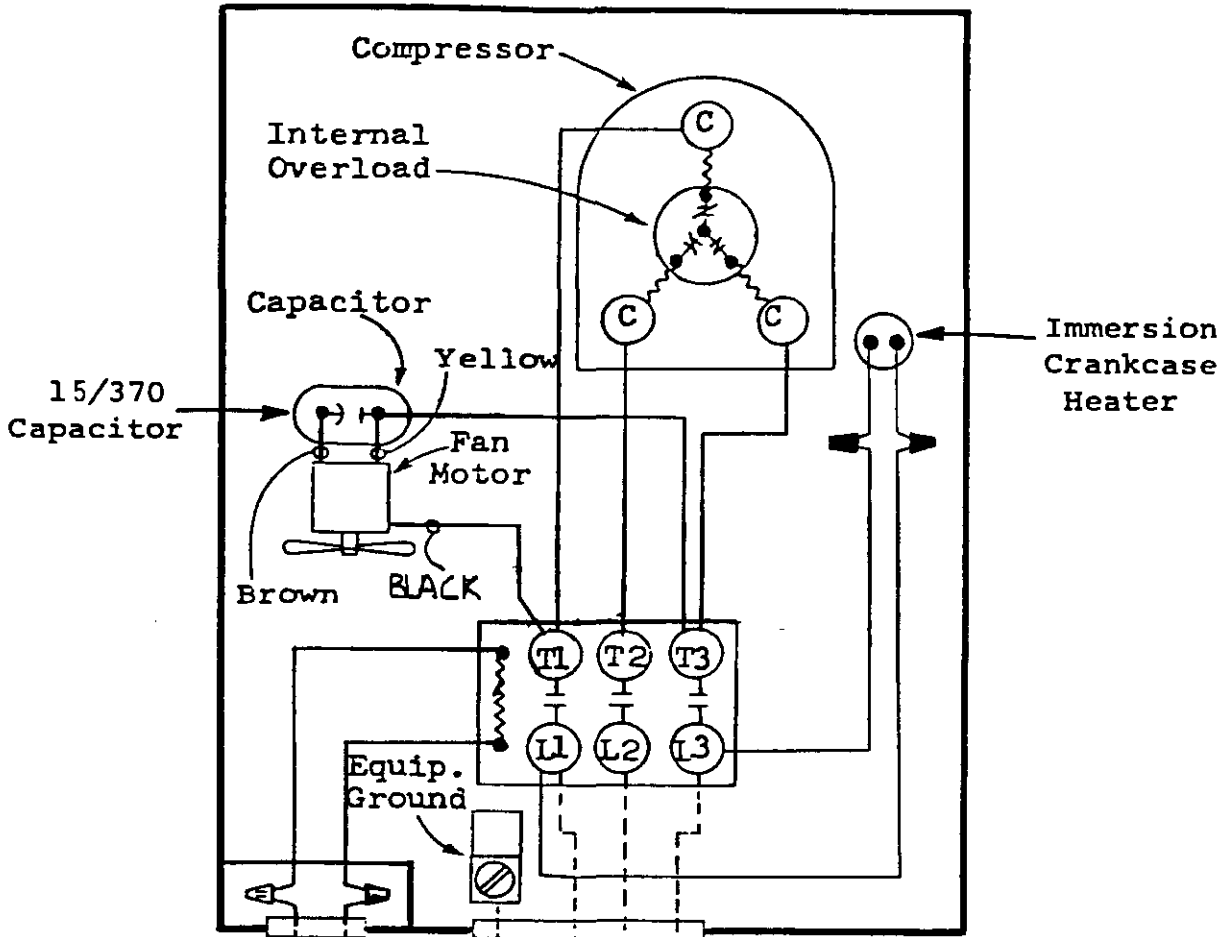 Compressor
Internal
Overload
C
C
C
Capacitor
Yellow
15/370
Capacitor
Immersion
Crankcase
Heater
Fan
Motor
Brown
BLACK
T1
T2
T3
L1
L2
L3
Equip.
Ground